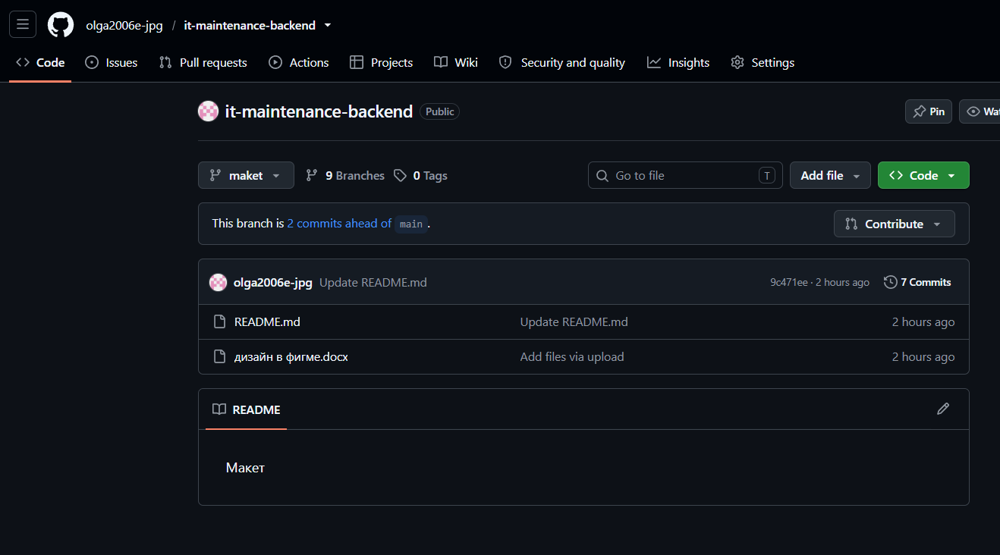 olga2006e-jpg / it-maintenance-backend
Code Issues Pull requests Actions Projects Wiki Security and quality Insights Settings
it-maintenance-backend Public Pin
maket 9 Branches 0 Tags Go to file T Add file Code
This branch is 2 commits ahead of main . Contribute
olga2006e-jpg Update README.md 9c471ee · 2 hours ago 7 Commits
README.md Update README.md 2 hours ago
дизайн в фигме.docx Add files via upload 2 hours ago
README
Макет